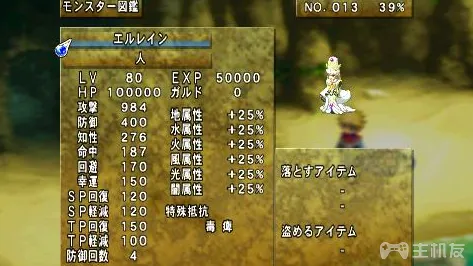 モンスター図鑑 NO.013 39%
エルレイン
人
LV 80 EXP 50000
HP 100000 ガルド 0
攻撃 984
防御 400 地属性 +25%
知性 276 水属性 +25%
命中 187 火属性 +25%
回避 170 風属性 +25%
幸運 150 光属性 +25%
SP回復 120 闇属性 +25%
SP軽減 120 特殊抵抗
TP回復 150 毒 痺
TP軽減 100
防御回数 4
落とすアイテム
-
-
盗めるアイテム
-
-
主机友